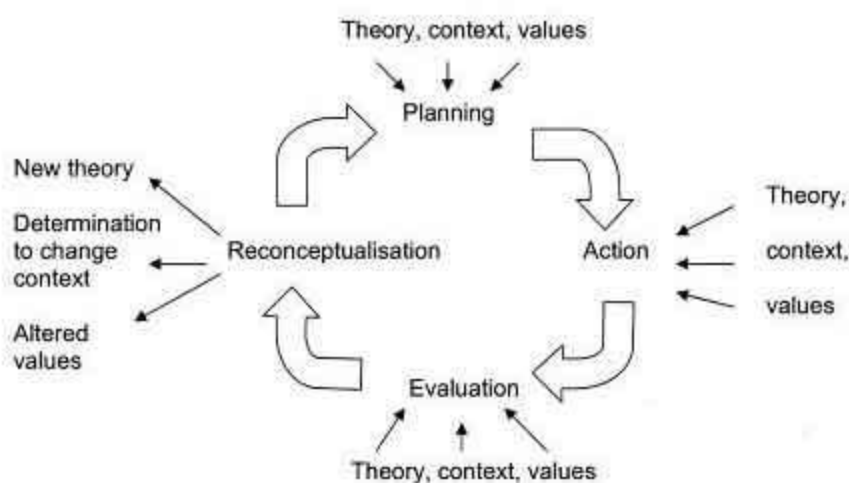 Theory, context, values
Planning
New theory
Determination
to change
context
Altered
values
Reconceptualisation
Action
Theory,
context,
values
Evaluation
Theory, context, values